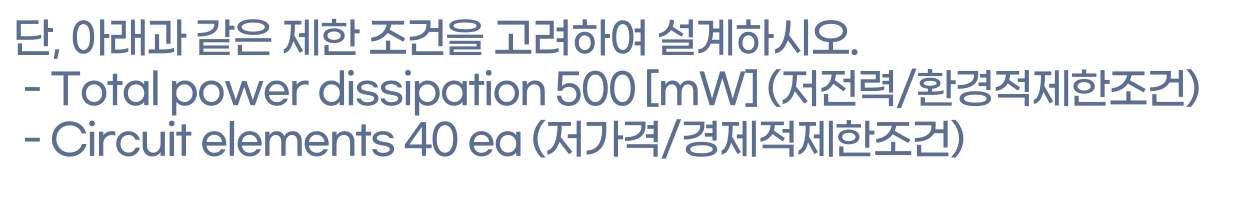 단, 아래과 같은 제한 조건을 고려하여 설계하시오.
- Total power dissipation 500 [mW] (저전력/환경적제한조건)
- Circuit elements 40 ea (저가격/경제적제한조건)